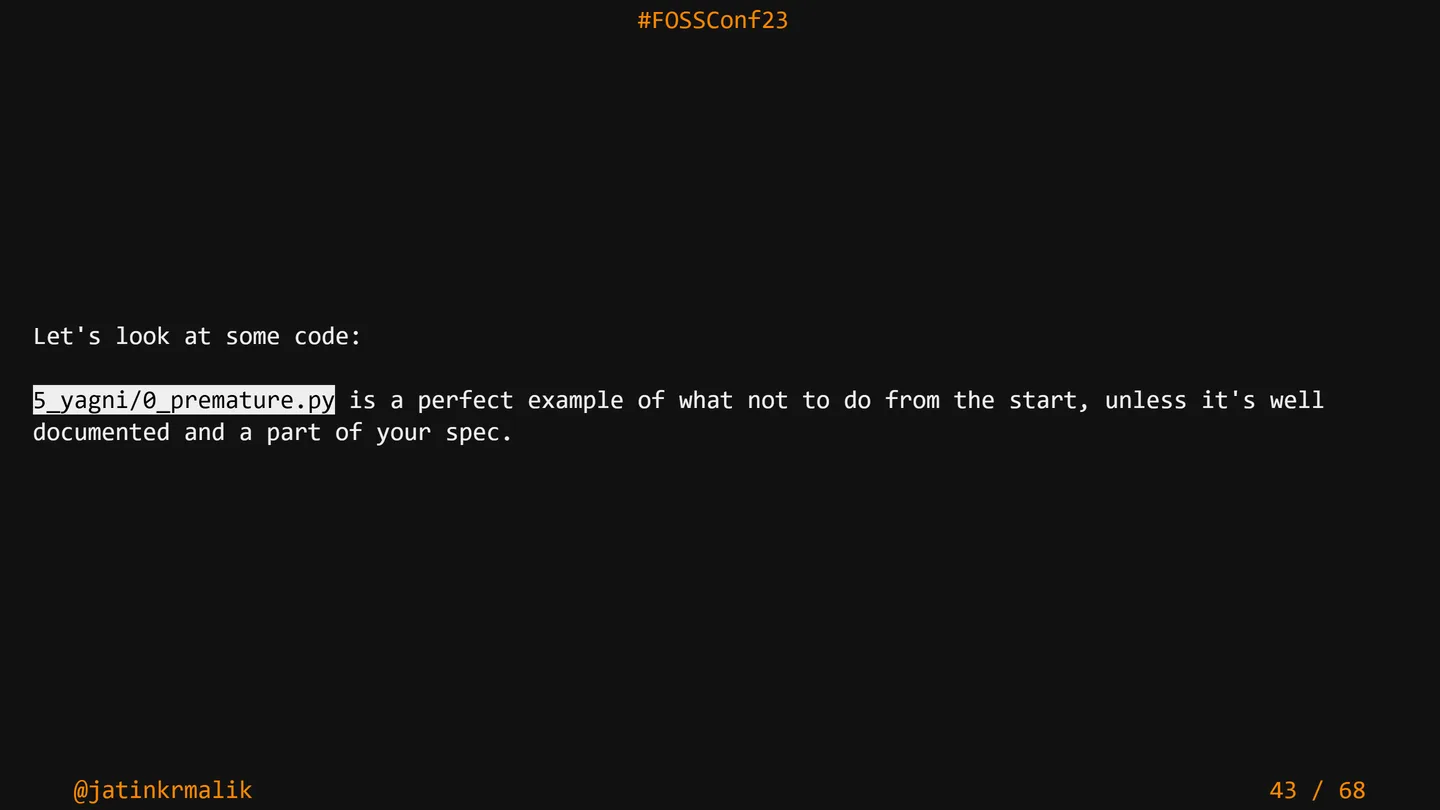 #FOSSConf23
Let's look at some code:
5_yagni/0_premature.py is a perfect example of what not to do from the start, unless it's well
documented and a part of your spec.
@jatinkrmalik
43 / 68